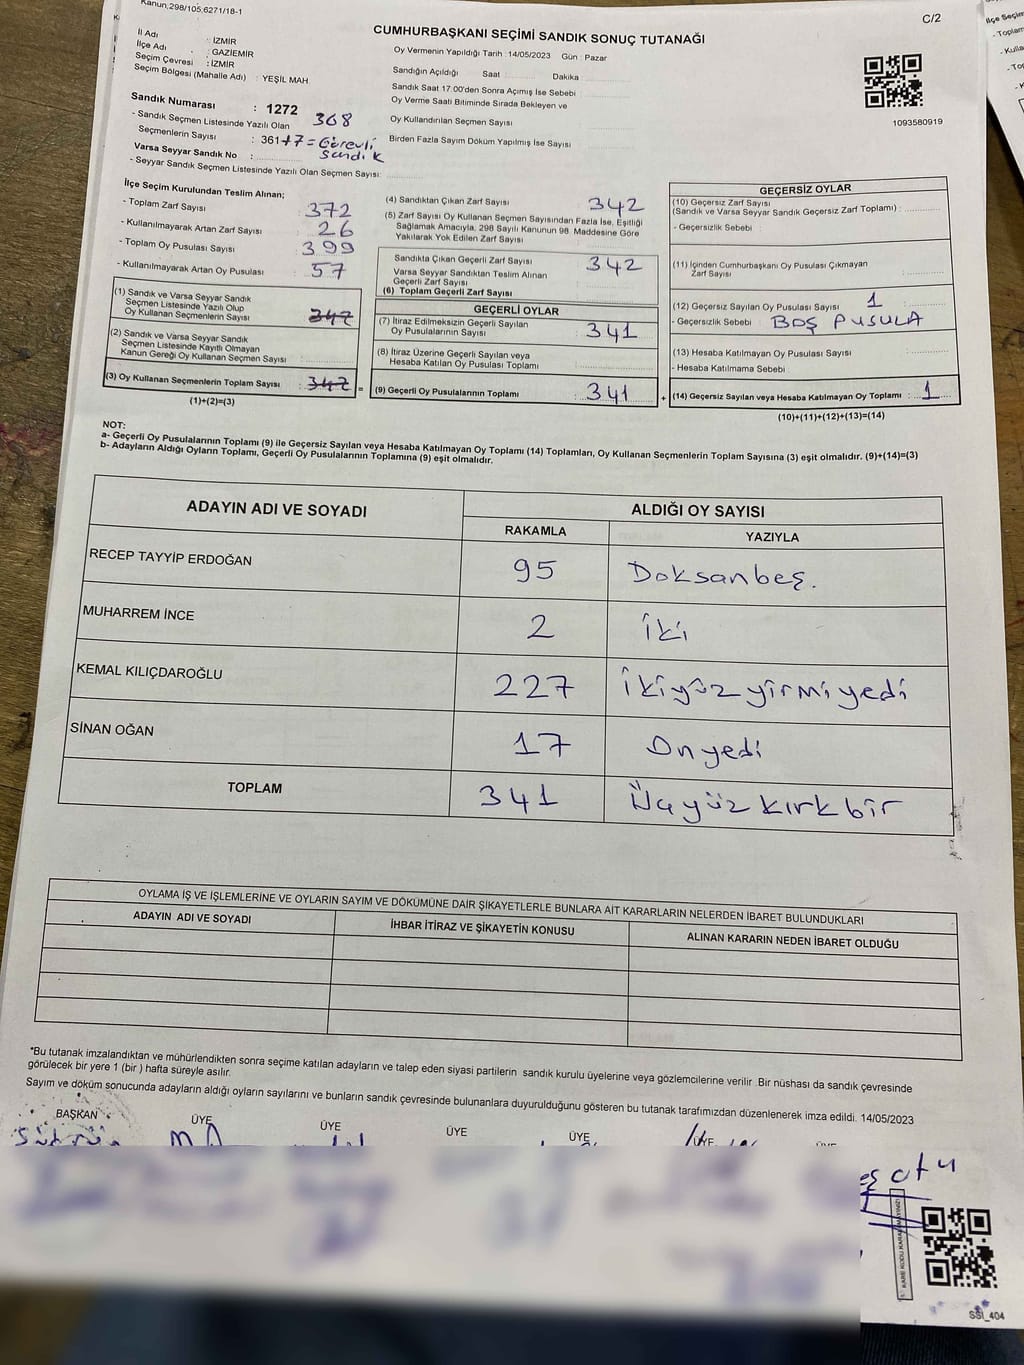 Kanun,298/105,6271/18-1
C/2
CUMHURBAŞKANI SEÇİMİ SANDIK SONUÇ TUTANAĞI
İl Adı : İZMİR
İlçe Adı : GAZİEMİR
Seçim Çevresi : İZMİR
Seçim Bölgesi (Mahalle Adı) : YEŞİL MAH
Oy Vermenin Yapıldığı Tarih : 14/05/2023 Gün : Pazar
Sandığın Açıldığı Saat Dakika
Sandık Saat 17.00'den Sonra Açımış İse Sebebi
Oy Verme Saati Bitiminde Sırada Bekleyen ve
Oy Kullandırılan Seçmen Sayısı
Birden Fazla Sayım Döküm Yapılmış İse Sayısı
1093580919
Sandık Numarası : 1272
- Sandık Seçmen Listesinde Yazılı Olan 368
Seçmenlerin Sayısı : 361+7=Görevli
sandık
Varsa Seyyar Sandık No :
- Seyyar Sandık Seçmen Listesinde Yazılı Olan Seçmen Sayısı:
İlçe Seçim Kurulundan Teslim Alınan;
- Toplam Zarf Sayısı : 372
- Kullanılmayarak Artan Zarf Sayısı : 26
- Toplam Oy Pusulası Sayısı : 399
- Kullanılmayarak Artan Oy Pusulası : 57
(1) Sandık ve Varsa Seyyar Sandık
Seçmen Listesinde Yazılı Olup
Oy Kullanan Seçmenlerin Sayısı : 342
(2) Sandık ve Varsa Seyyar Sandık
Seçmen Listesinde Kayıtlı Olmayan
Kanun Gereği Oy Kullanan Seçmen Sayısı :
(3) Oy Kullanan Seçmenlerin Toplam Sayısı : 342 =
(1)+(2)=(3)
(4) Sandıktan Çıkan Zarf Sayısı : 342
(5) Zarf Sayısı Oy Kullanan Seçmen Sayısından Fazla İse, Eşitliği
Sağlamak Amacıyla, 298 Sayılı Kanunun 98. Maddesine Göre
Yakılarak Yok Edilen Zarf Sayısı
Sandıkta Çıkan Geçerli Zarf Sayısı : 342
Varsa Seyyar Sandıktan Teslim Alınan
Geçerli Zarf Sayısı
(6) Toplam Geçerli Zarf Sayısı
GEÇERLİ OYLAR
(7) İtiraz Edilmeksizin Geçerli Sayılan
Oy Pusulalarının Sayısı : 341
(8) İtiraz Üzerine Geçerli Sayılan veya
Hesaba Katılan Oy Pusulası Toplamı
(9) Geçerli Oy Pusulalarının Toplamı : 341 +
GEÇERSİZ OYLAR
(10) Geçersiz Zarf Sayısı
(Sandık ve Varsa Seyyar Sandık Geçersiz Zarf Toplamı) :
- Geçersizlik Sebebi
(11) İçinden Cumhurbaşkanı Oy Pusulası Çıkmayan
Zarf Sayısı
(12) Geçersiz Sayılan Oy Pusulası Sayısı : 1
- Geçersizlik Sebebi : BOŞ PUSULA
(13) Hesaba Katılmayan Oy Pusulası Sayısı :
- Hesaba Katılmama Sebebi :
(14) Geçersiz Sayılan veya Hesaba Katılmayan Oy Toplamı : 1
(10)+(11)+(12)+(13)=(14)
NOT:
a- Geçerli Oy Pusulalarının Toplamı (9) ile Geçersiz Sayılan veya Hesaba Katılmayan Oy Toplamı (14) Toplamları, Oy Kullanan Seçmenlerin Toplam Sayısına (3) eşit olmalıdır. (9)+(14)=(3)
b- Adayların Aldığı Oyların Toplamı, Geçerli Oy Pusulalarının Toplamına (9) eşit olmalıdır.
ADAYIN ADI VE SOYADI ALDIĞI OY SAYISI
RAKAMLA YAZIYLA
RECEP TAYYİP ERDOĞAN 95 Doksanbeş.
MUHARREM İNCE 2 İki
KEMAL KILIÇDAROĞLU 227 İkiyüzyirmiyedi
SİNAN OĞAN 17 Onyedi
TOPLAM 341 Üçyüzkırkbir
OYLAMA İŞ VE İŞLEMLERİNE VE OYLARIN SAYIM VE DÖKÜMÜNE DAİR ŞİKAYETLERLE BUNLARA AİT KARARLARIN NELERDEN İBARET BULUNDUKLARI
ADAYIN ADI VE SOYADI İHBAR İTİRAZ VE ŞİKAYETİN KONUSU ALINAN KARARIN NEDEN İBARET OLDUĞU
*Bu tutanak imzalandıktan ve mühürlendikten sonra seçime katılan adayların ve talep eden siyasi partilerin sandık kurulu üyelerine veya gözlemcilerine verilir .Bir nüshası da sandık çevresinde
görülecek bir yere 1 (bir ) hafta süreyle asılır.
Sayım ve döküm sonucunda adayların aldığı oyların sayılarını ve bunların sandık çevresinde bulunanlara duyurulduğunu gösteren bu tutanak tarafımızdan düzenlenerek imza edildi. 14/05/2023
BAŞKAN ÜYE ÜYE ÜYE ÜYE ÜYE
SSİ_404